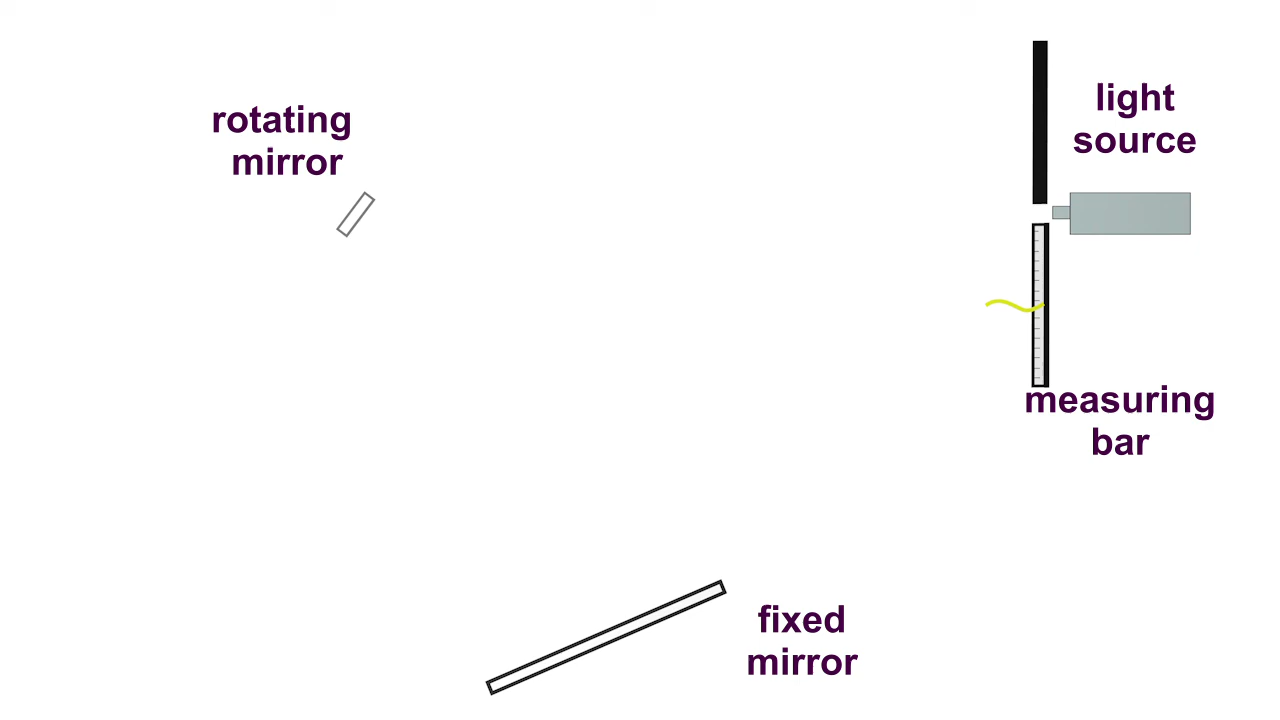 rotating
mirror
light
source
measuring
bar
fixed
mirror